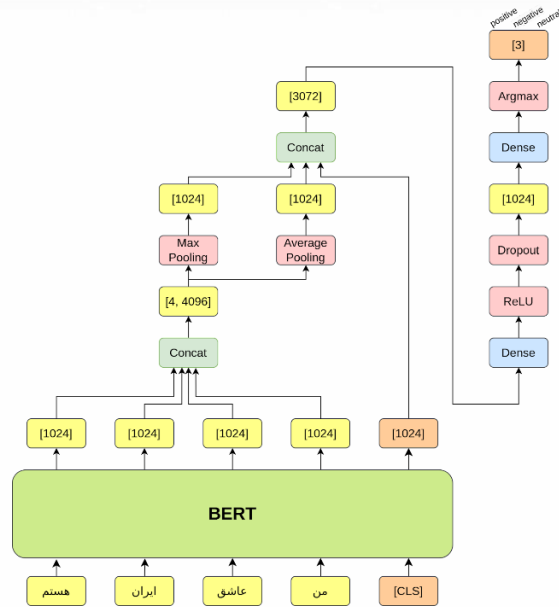 positive
negative
neutral
[3]
Argmax
Dense
[1024]
Dropout
ReLU
Dense
[3072]
Concat
[1024]
[1024]
Max
Pooling
Average
Pooling
[4, 4096]
Concat
[1024]
[1024]
[1024]
[1024]
[1024]
BERT
هستم
ایران
عاشق
من
[CLS]